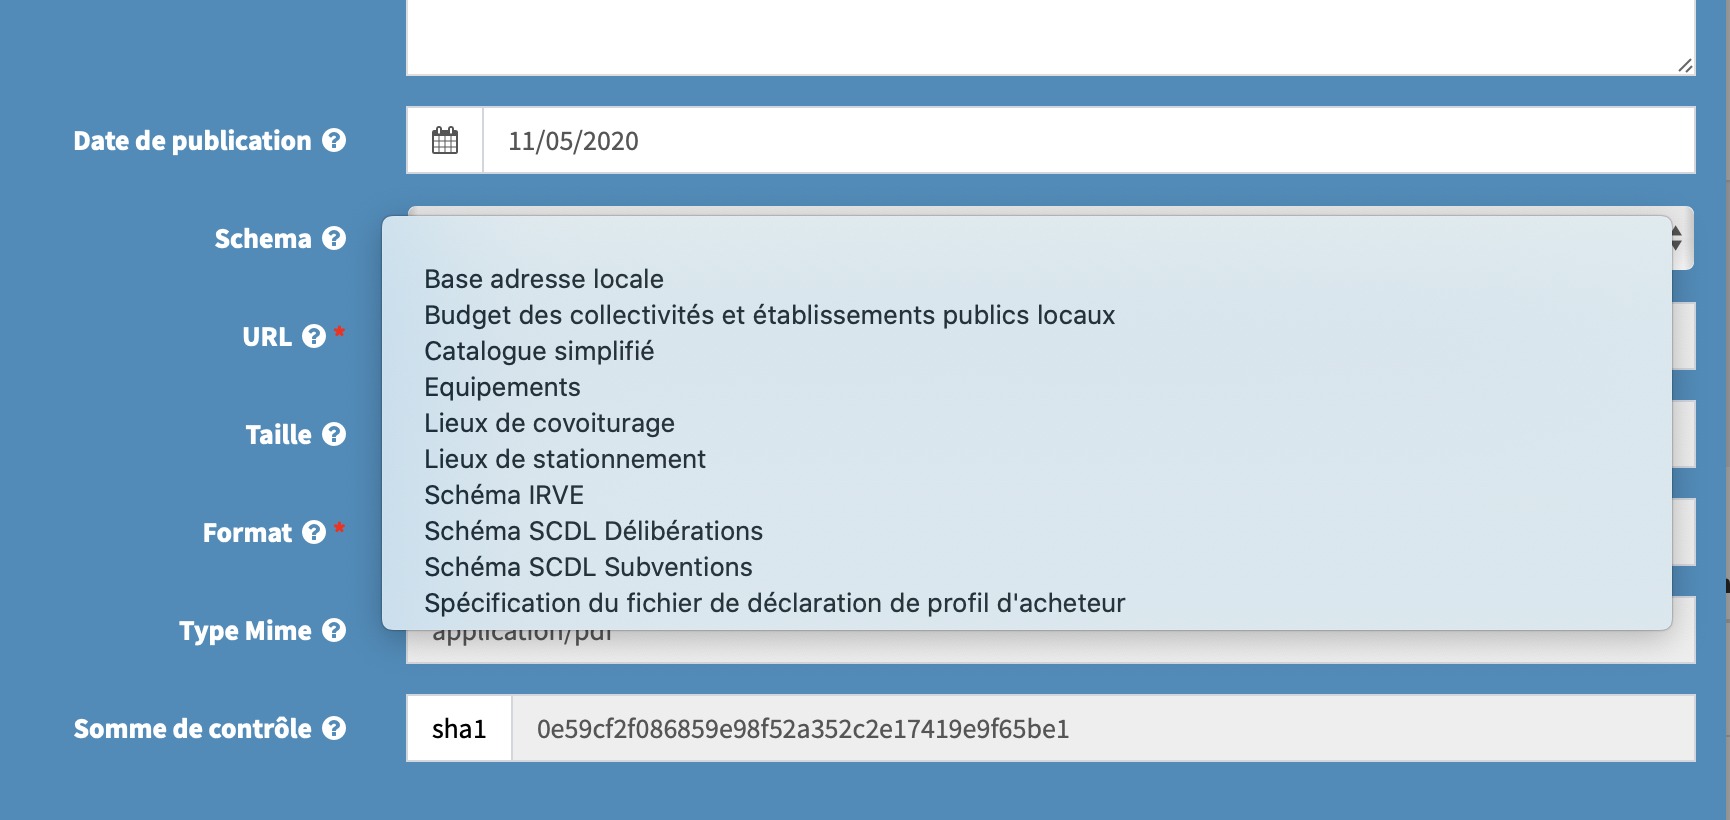 Date de publication
11/05/2020
Schema
Base adresse locale
Budget des collectivités et établissements publics locaux
Catalogue simplifié
Equipements
Lieux de covoiturage
Lieux de stationnement
Schéma IRVE
Schéma SCDL Délibérations
Schéma SCDL Subventions
Spécification du fichier de déclaration de profil d'acheteur
URL *
Taille
Format *
Type Mime
application/pdf
Somme de contrôle
sha1
0e59cf2f086859e98f52a352c2e17419e9f65be1